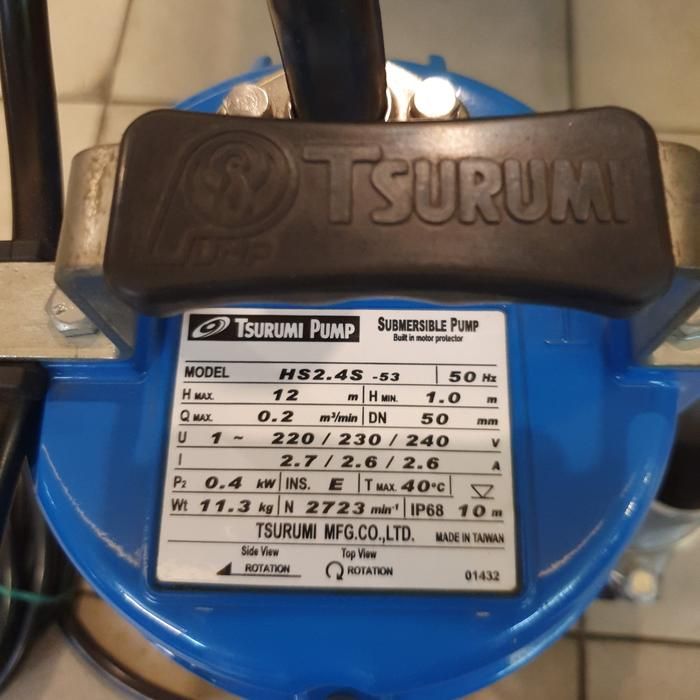 TSURUMI
PUMP
TSURUMI PUMP SUBMERSIBLE PUMP
Built in motor protector
MODEL HS2.4S -53 50 Hz
H MAX. 12 m H MIN. 1.0 m
Q MAX. 0.2 m³/min DN 50 mm
U 1 ~ 220 / 230 / 240 V
I 2.7 / 2.6 / 2.6 A
P₂ 0.4 kW INS. E T MAX. 40°C
Wt 11.3 kg N 2723 min⁻¹ IP68 10 m
TSURUMI MFG.CO.,LTD. MADE IN TAIWAN
Side View Top View
ROTATION ROTATION
01432